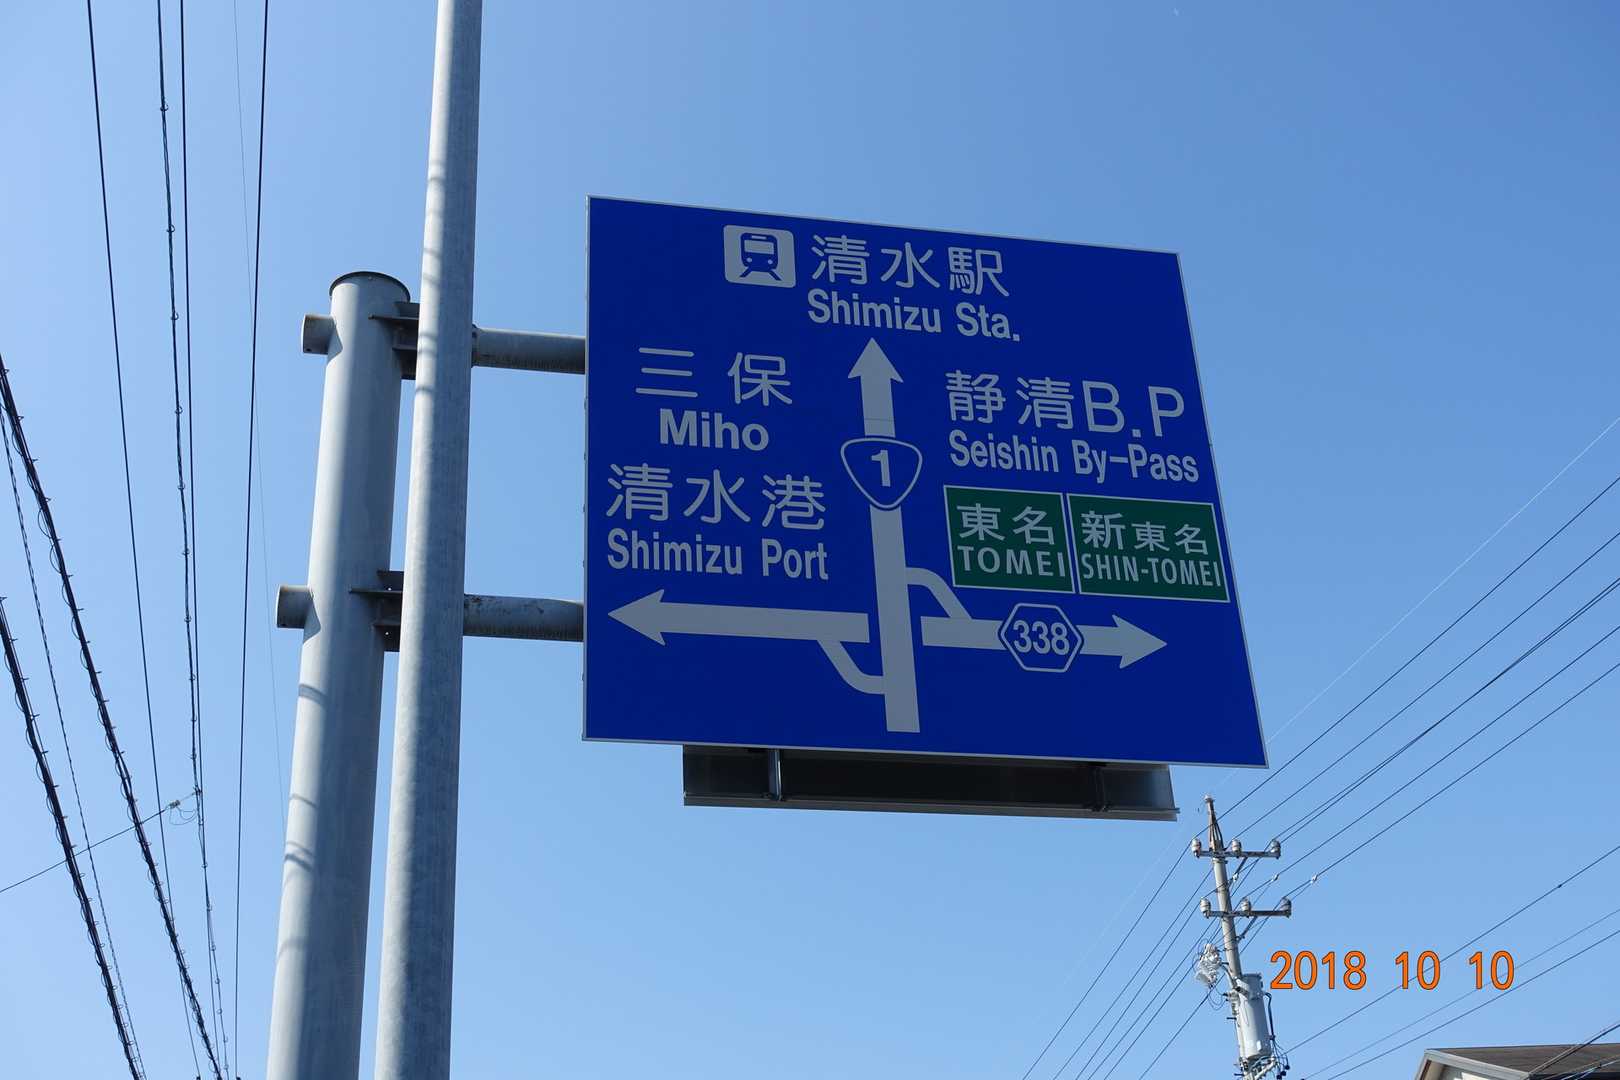 清水駅
Shimizu Sta.
三保
Miho
清水港
Shimizu Port
1
静清B.P
Seishin By-Pass
東名
TOMEI
新東名
SHIN-TOMEI
338
2018 10 10